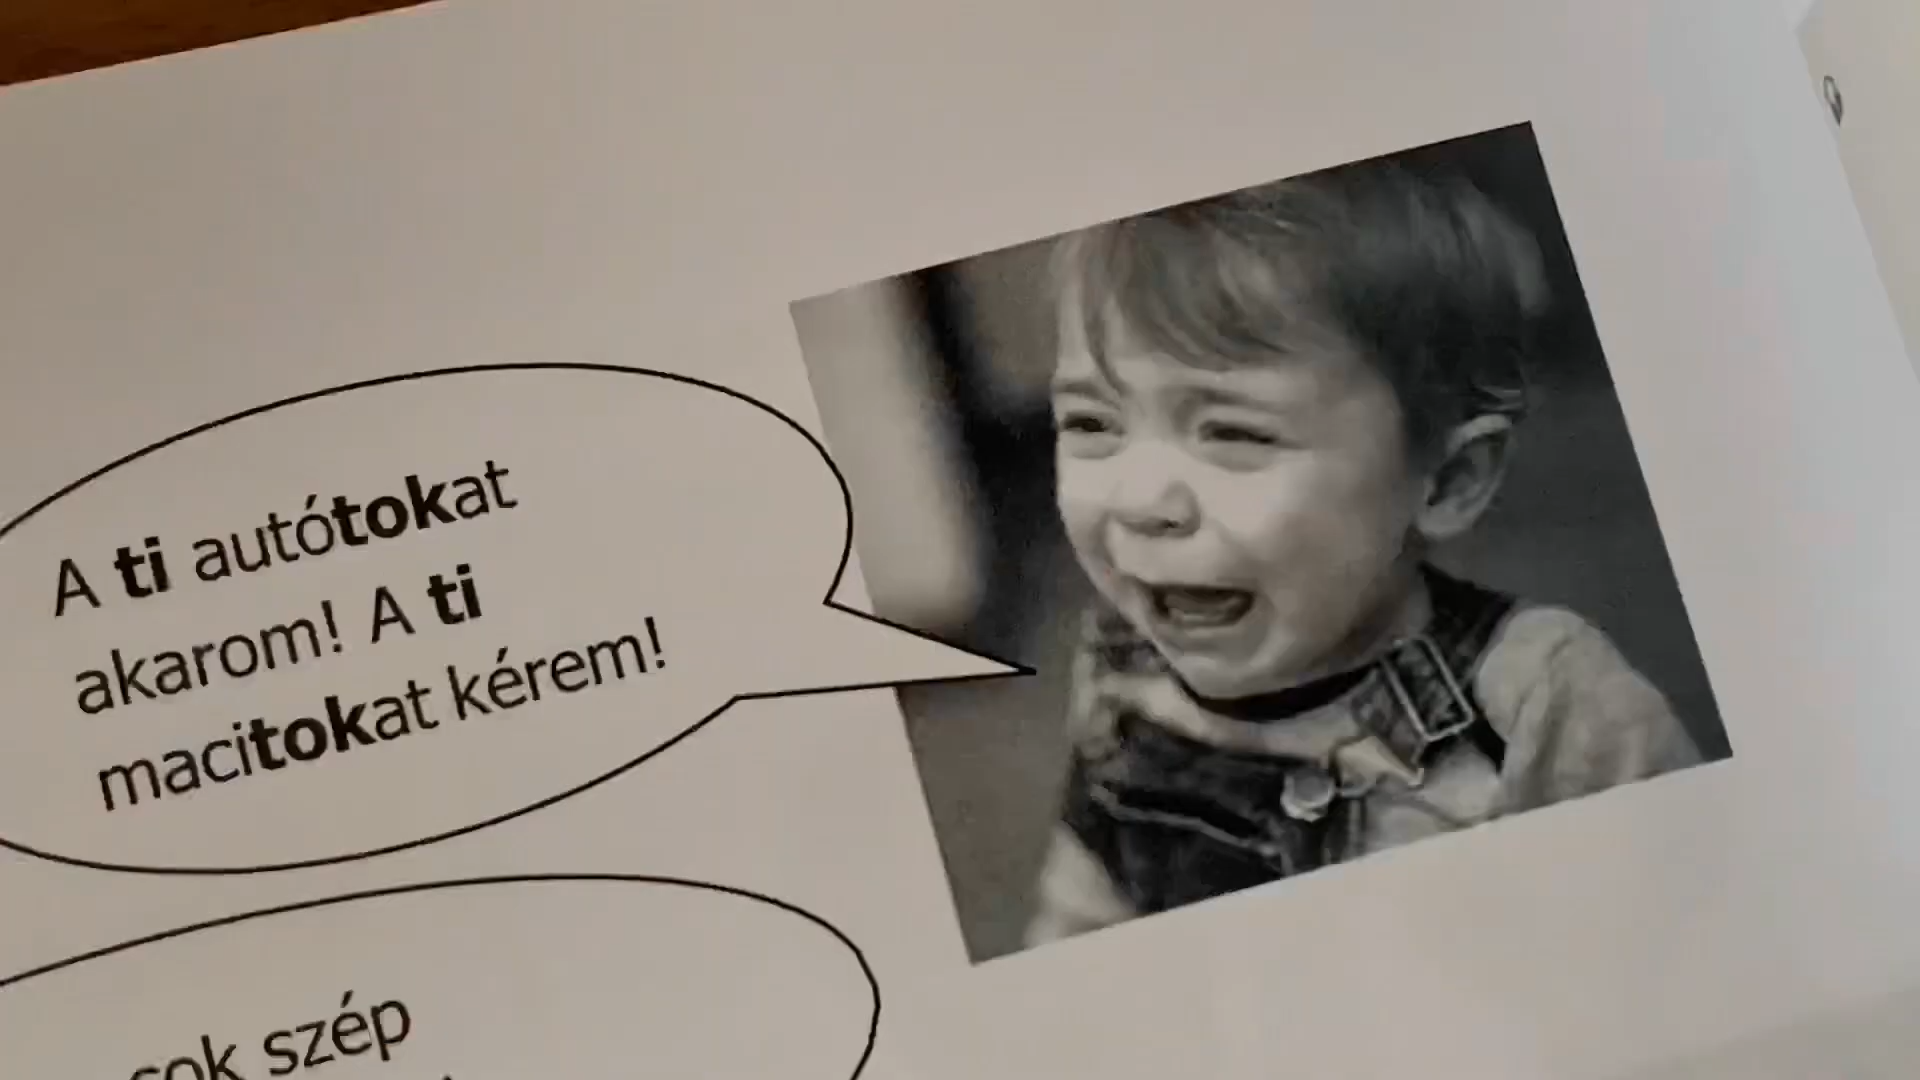 A ti autótokat
akarom! A ti
macitokat kérem!
sok szép